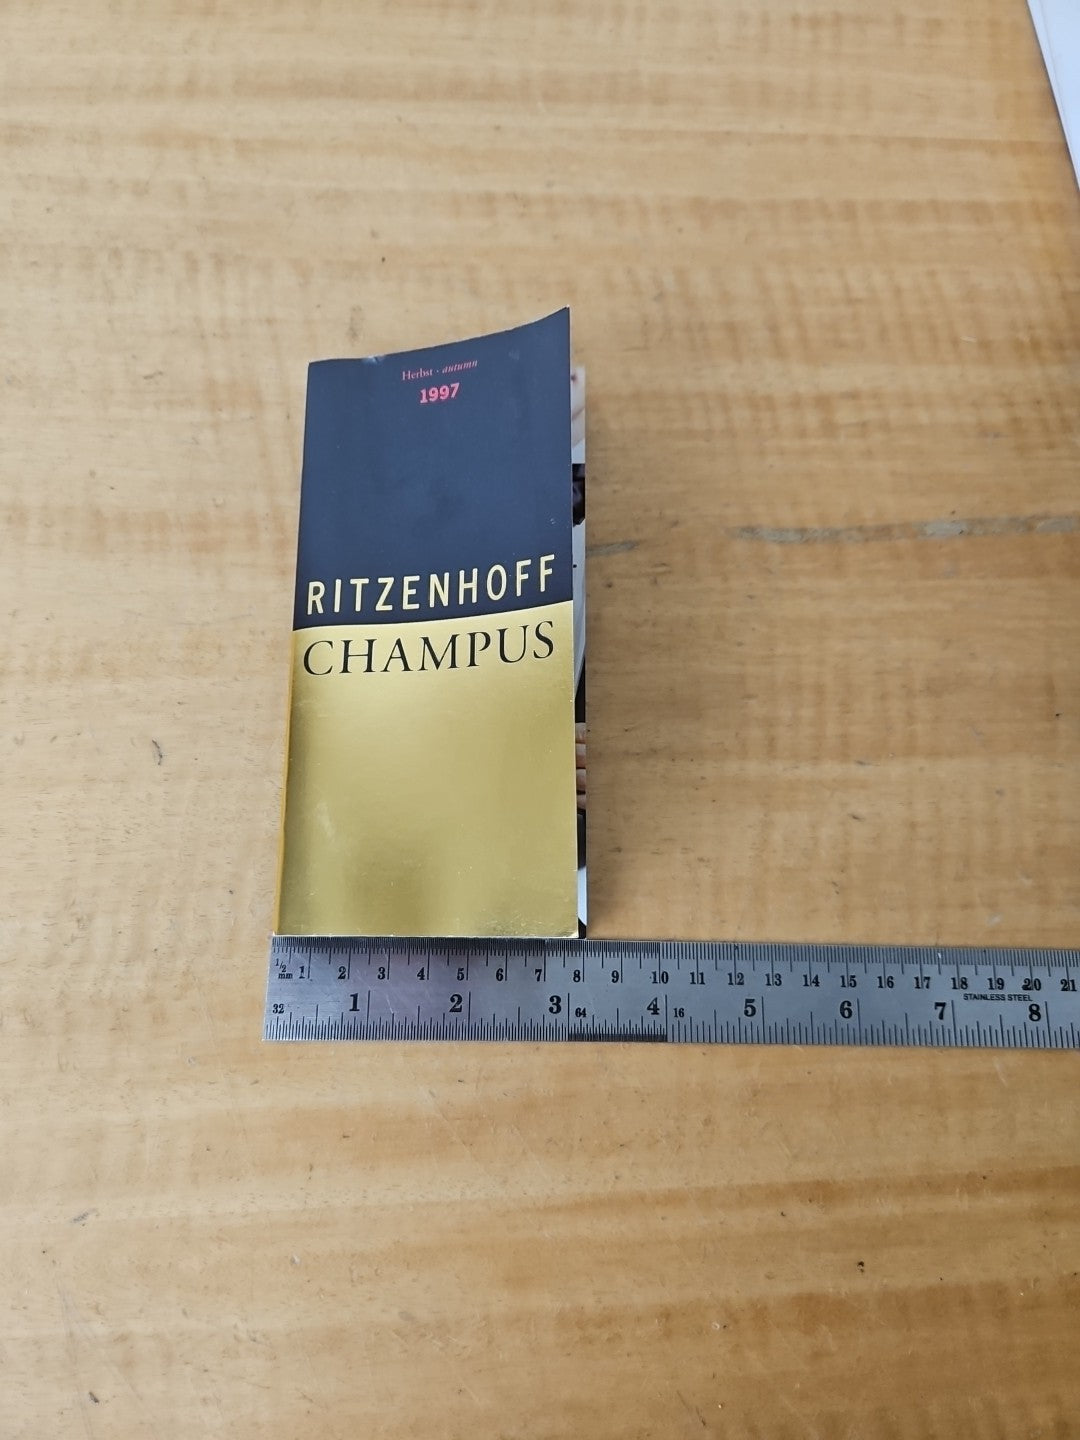 Herbst · autumn
1997
RITZENHOFF
CHAMPUS
1/2 mm 1 2 3 4 5 6 7 8 9 10 11 12 13 14 15 16 17 18 19 20 21
STAINLESS STEEL
32 1 2 3 64 4 16 5 6 7 8